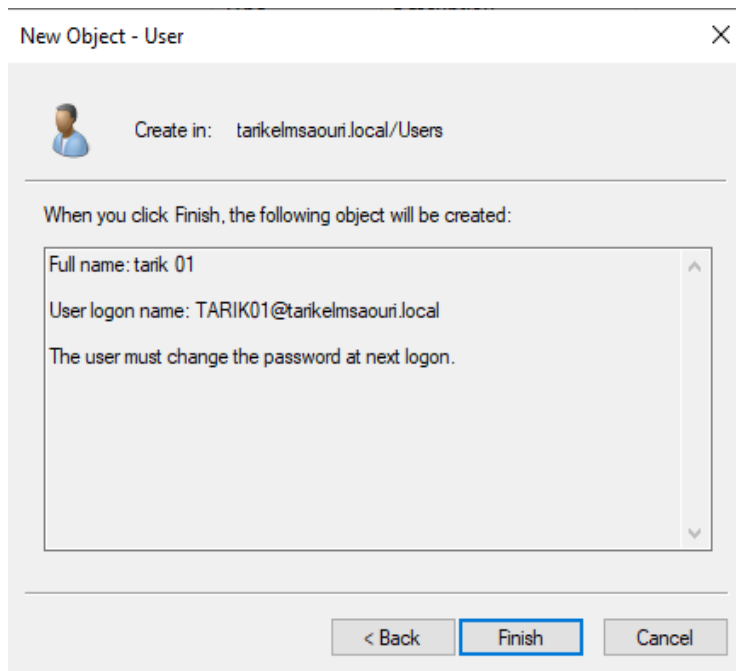 New Object - User
Create in: tarikelmsaouri.local/Users
When you click Finish, the following object will be created:
Full name: tarik 01
User logon name: TARIK01@tarikelmsaouri.local
The user must change the password at next logon.
< Back Finish Cancel